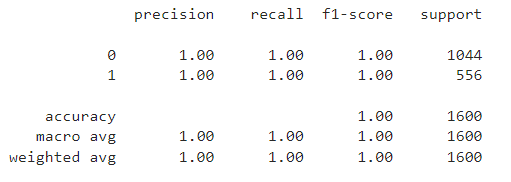 precision recall f1-score support
0 1.00 1.00 1.00 1044
1 1.00 1.00 1.00 556
accuracy 1.00 1600
macro avg 1.00 1.00 1.00 1600
weighted avg 1.00 1.00 1.00 1600